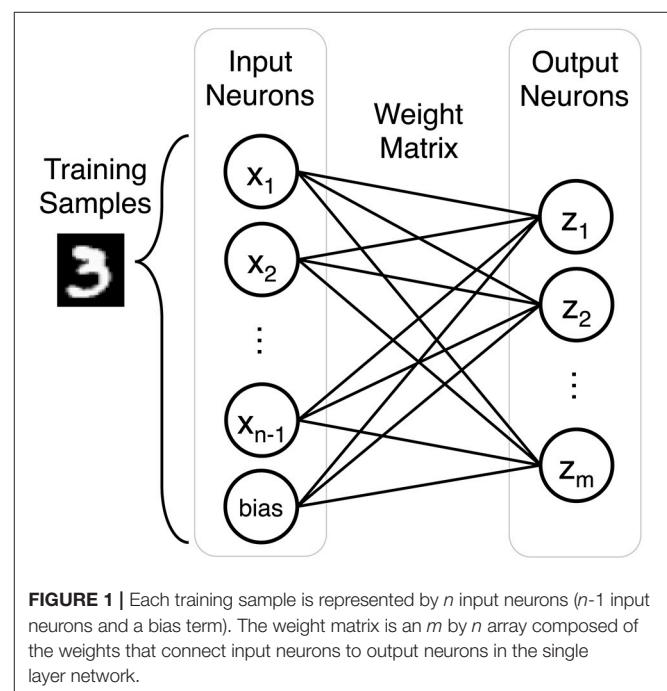 Input
Neurons
Output
Neurons
Weight
Matrix
Training
Samples
3
x₁
x₂
⋮
xₙ₋₁
bias
z₁
z₂
⋮
zₘ
FIGURE 1 | Each training sample is represented by n input neurons (n-1 input
neurons and a bias term). The weight matrix is an m by n array composed of
the weights that connect input neurons to output neurons in the single
layer network.